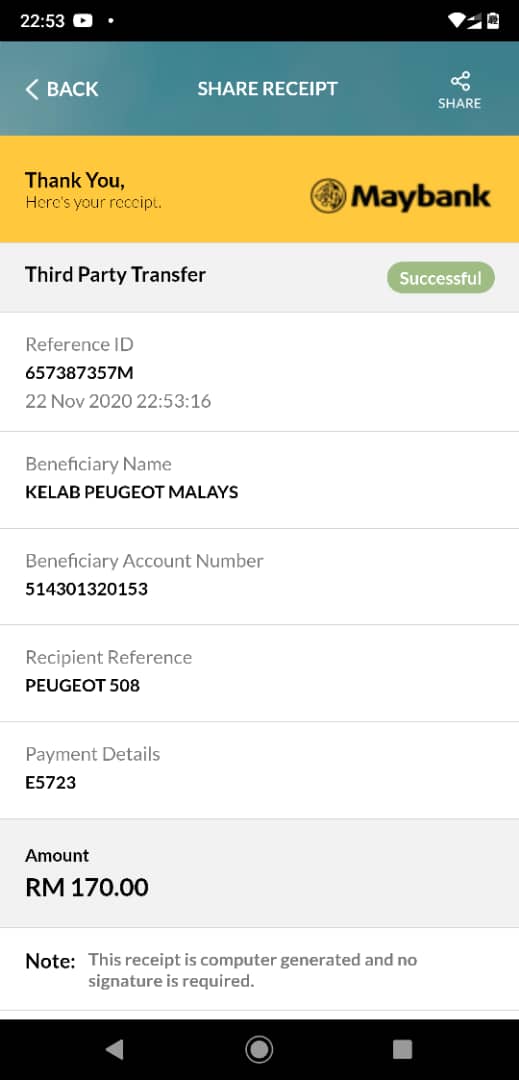 22:53
42
BACK
SHARE RECEIPT
SHARE
Thank You,
Here's your receipt.
Maybank
Third Party Transfer
Successful
Reference ID
657387357M
22 Nov 2020 22:53:16
Beneficiary Name
KELAB PEUGEOT MALAYS
Beneficiary Account Number
514301320153
Recipient Reference
PEUGEOT 508
Payment Details
E5723
Amount
RM 170.00
Note: This receipt is computer generated and no
signature is required.